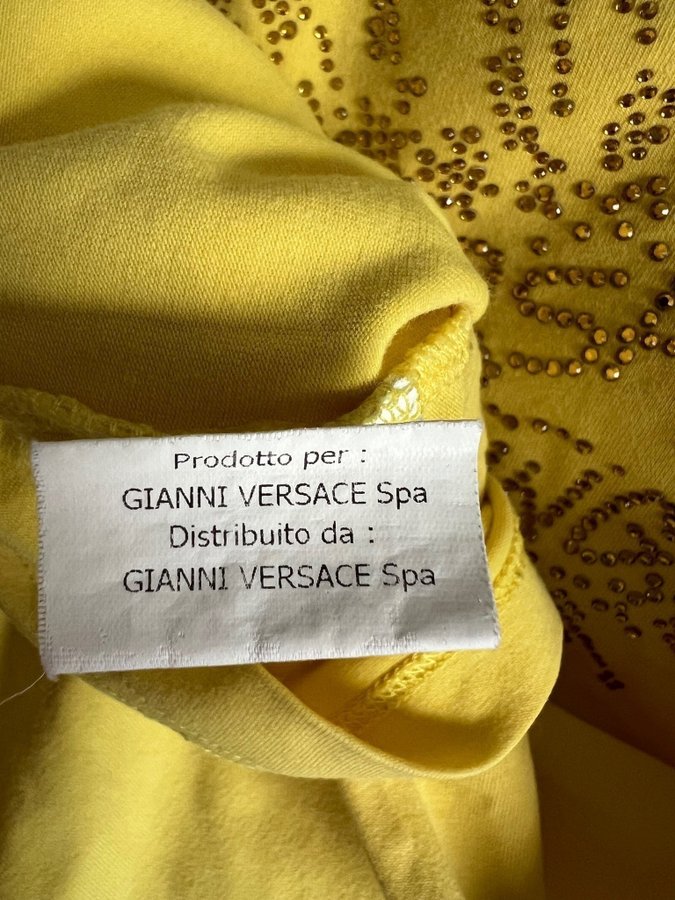 Prodotto per :
GIANNI VERSACE Spa
Distribuito da :
GIANNI VERSACE Spa